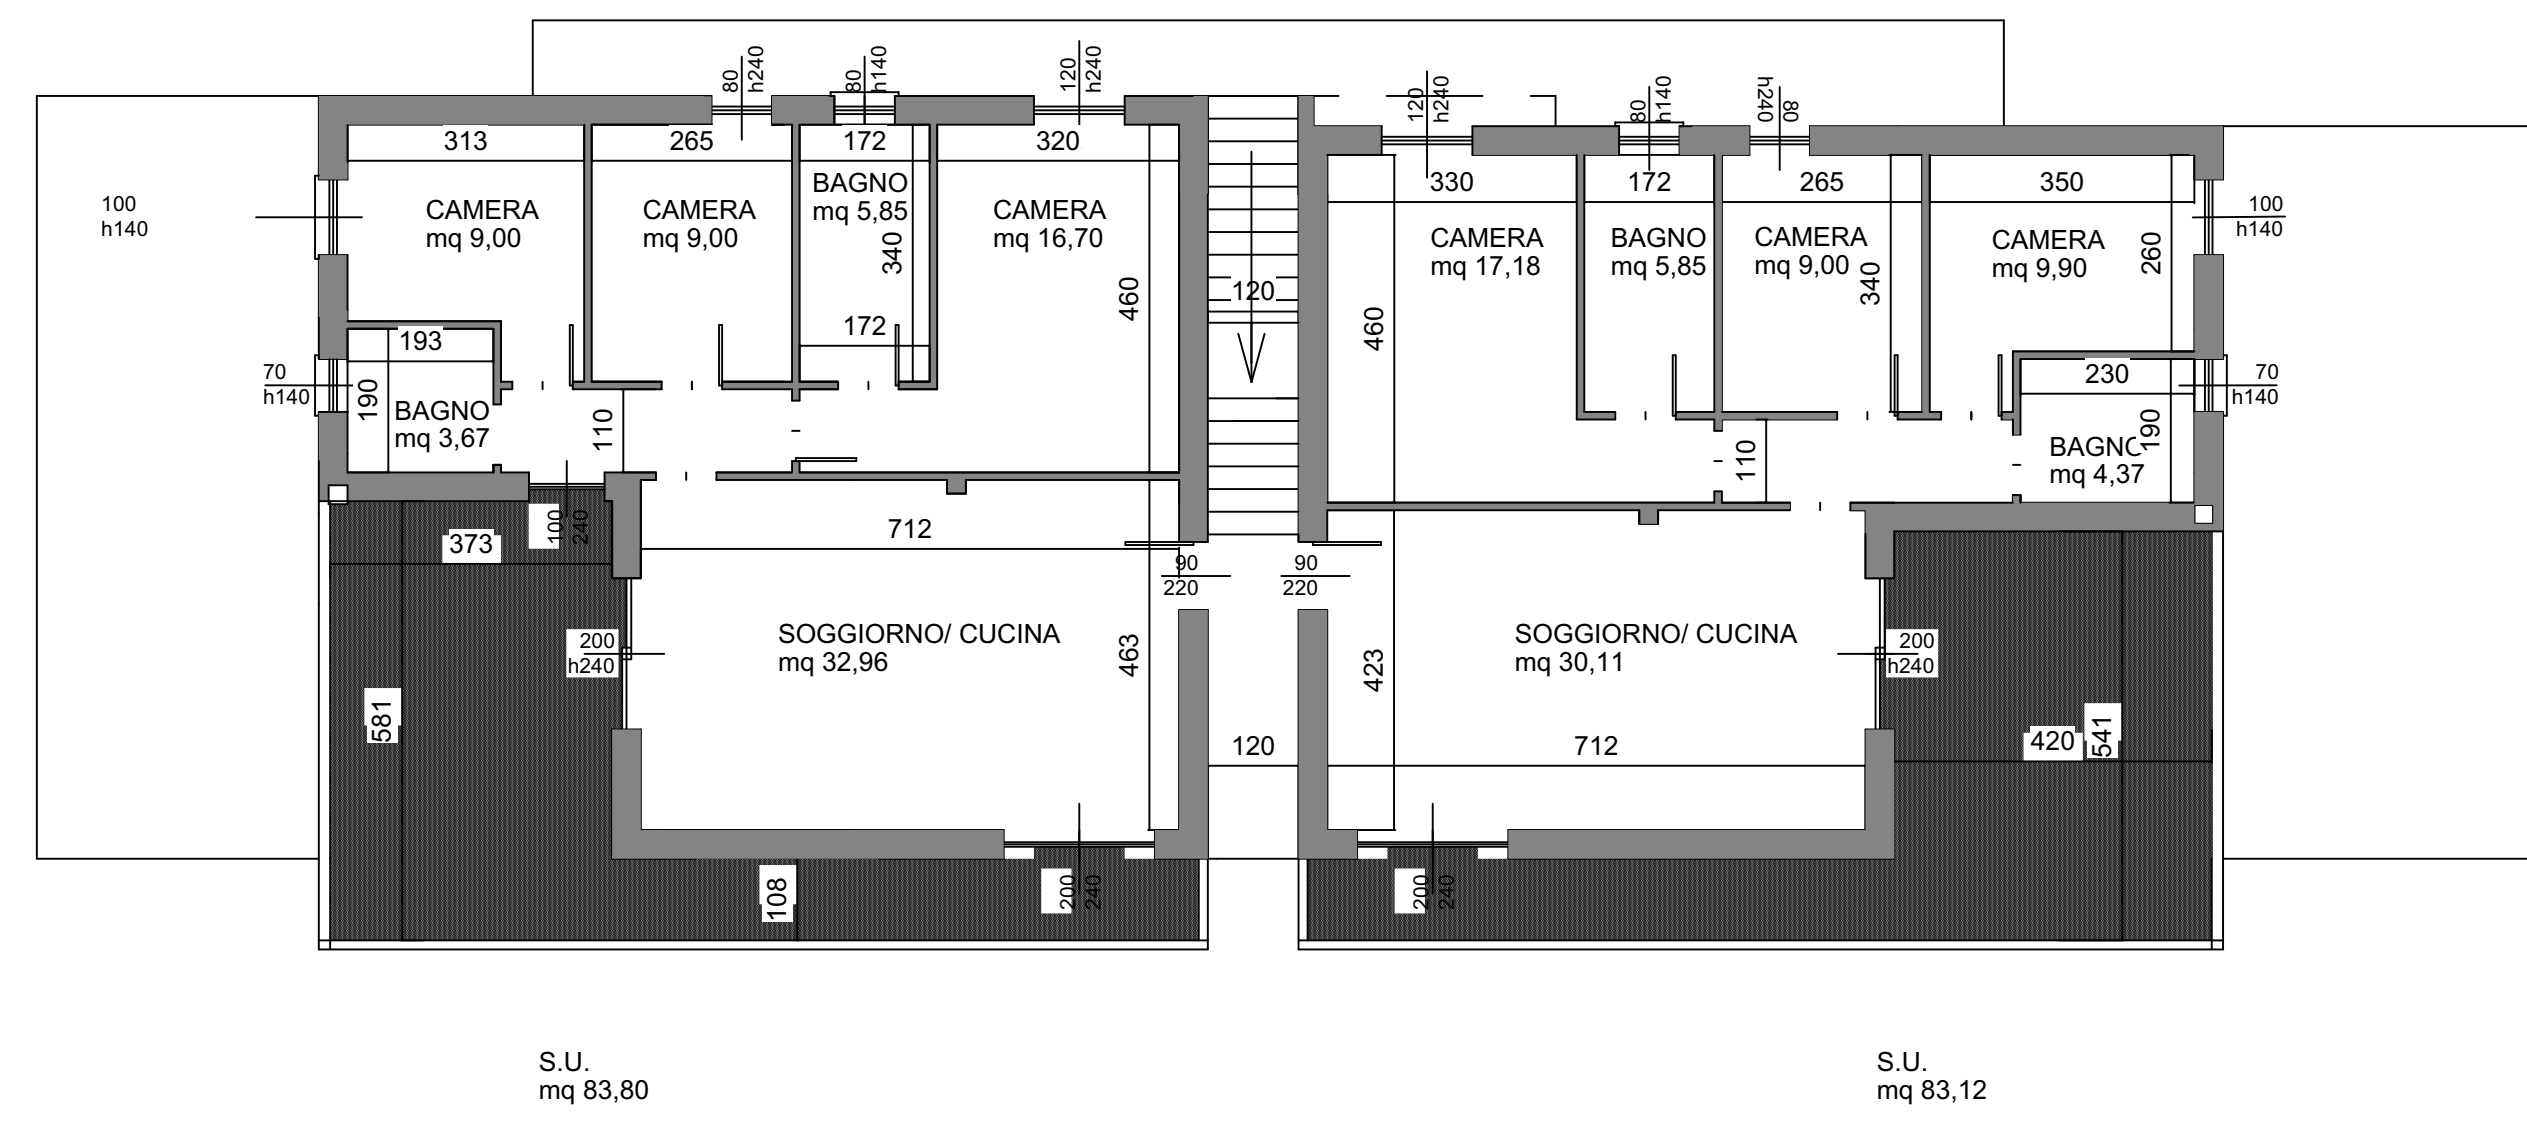 80
h240
80
h140
120
h240
120
h240
80
h140
80
h240
313
265
172
320
330
172
265
350
100
h140
CAMERA
mq 9,00
CAMERA
mq 9,00
BAGNO
mq 5,85
340
172
CAMERA
mq 16,70
460
120
460
CAMERA
mq 17,18
BAGNO
mq 5,85
CAMERA
mq 9,00
340
CAMERA
mq 9,90
260
100
h140
70
h140
193
190
BAGNO
mq 3,67
110
110
230
190
BAGNO
mq 4,37
70
h140
373
100
240
712
90
220
90
220
200
h240
SOGGIORNO/ CUCINA
mq 32,96
463
423
SOGGIORNO/ CUCINA
mq 30,11
200
h240
581
120
712
420
541
108
200
240
200
240
S.U.
mq 83,80
S.U.
mq 83,12